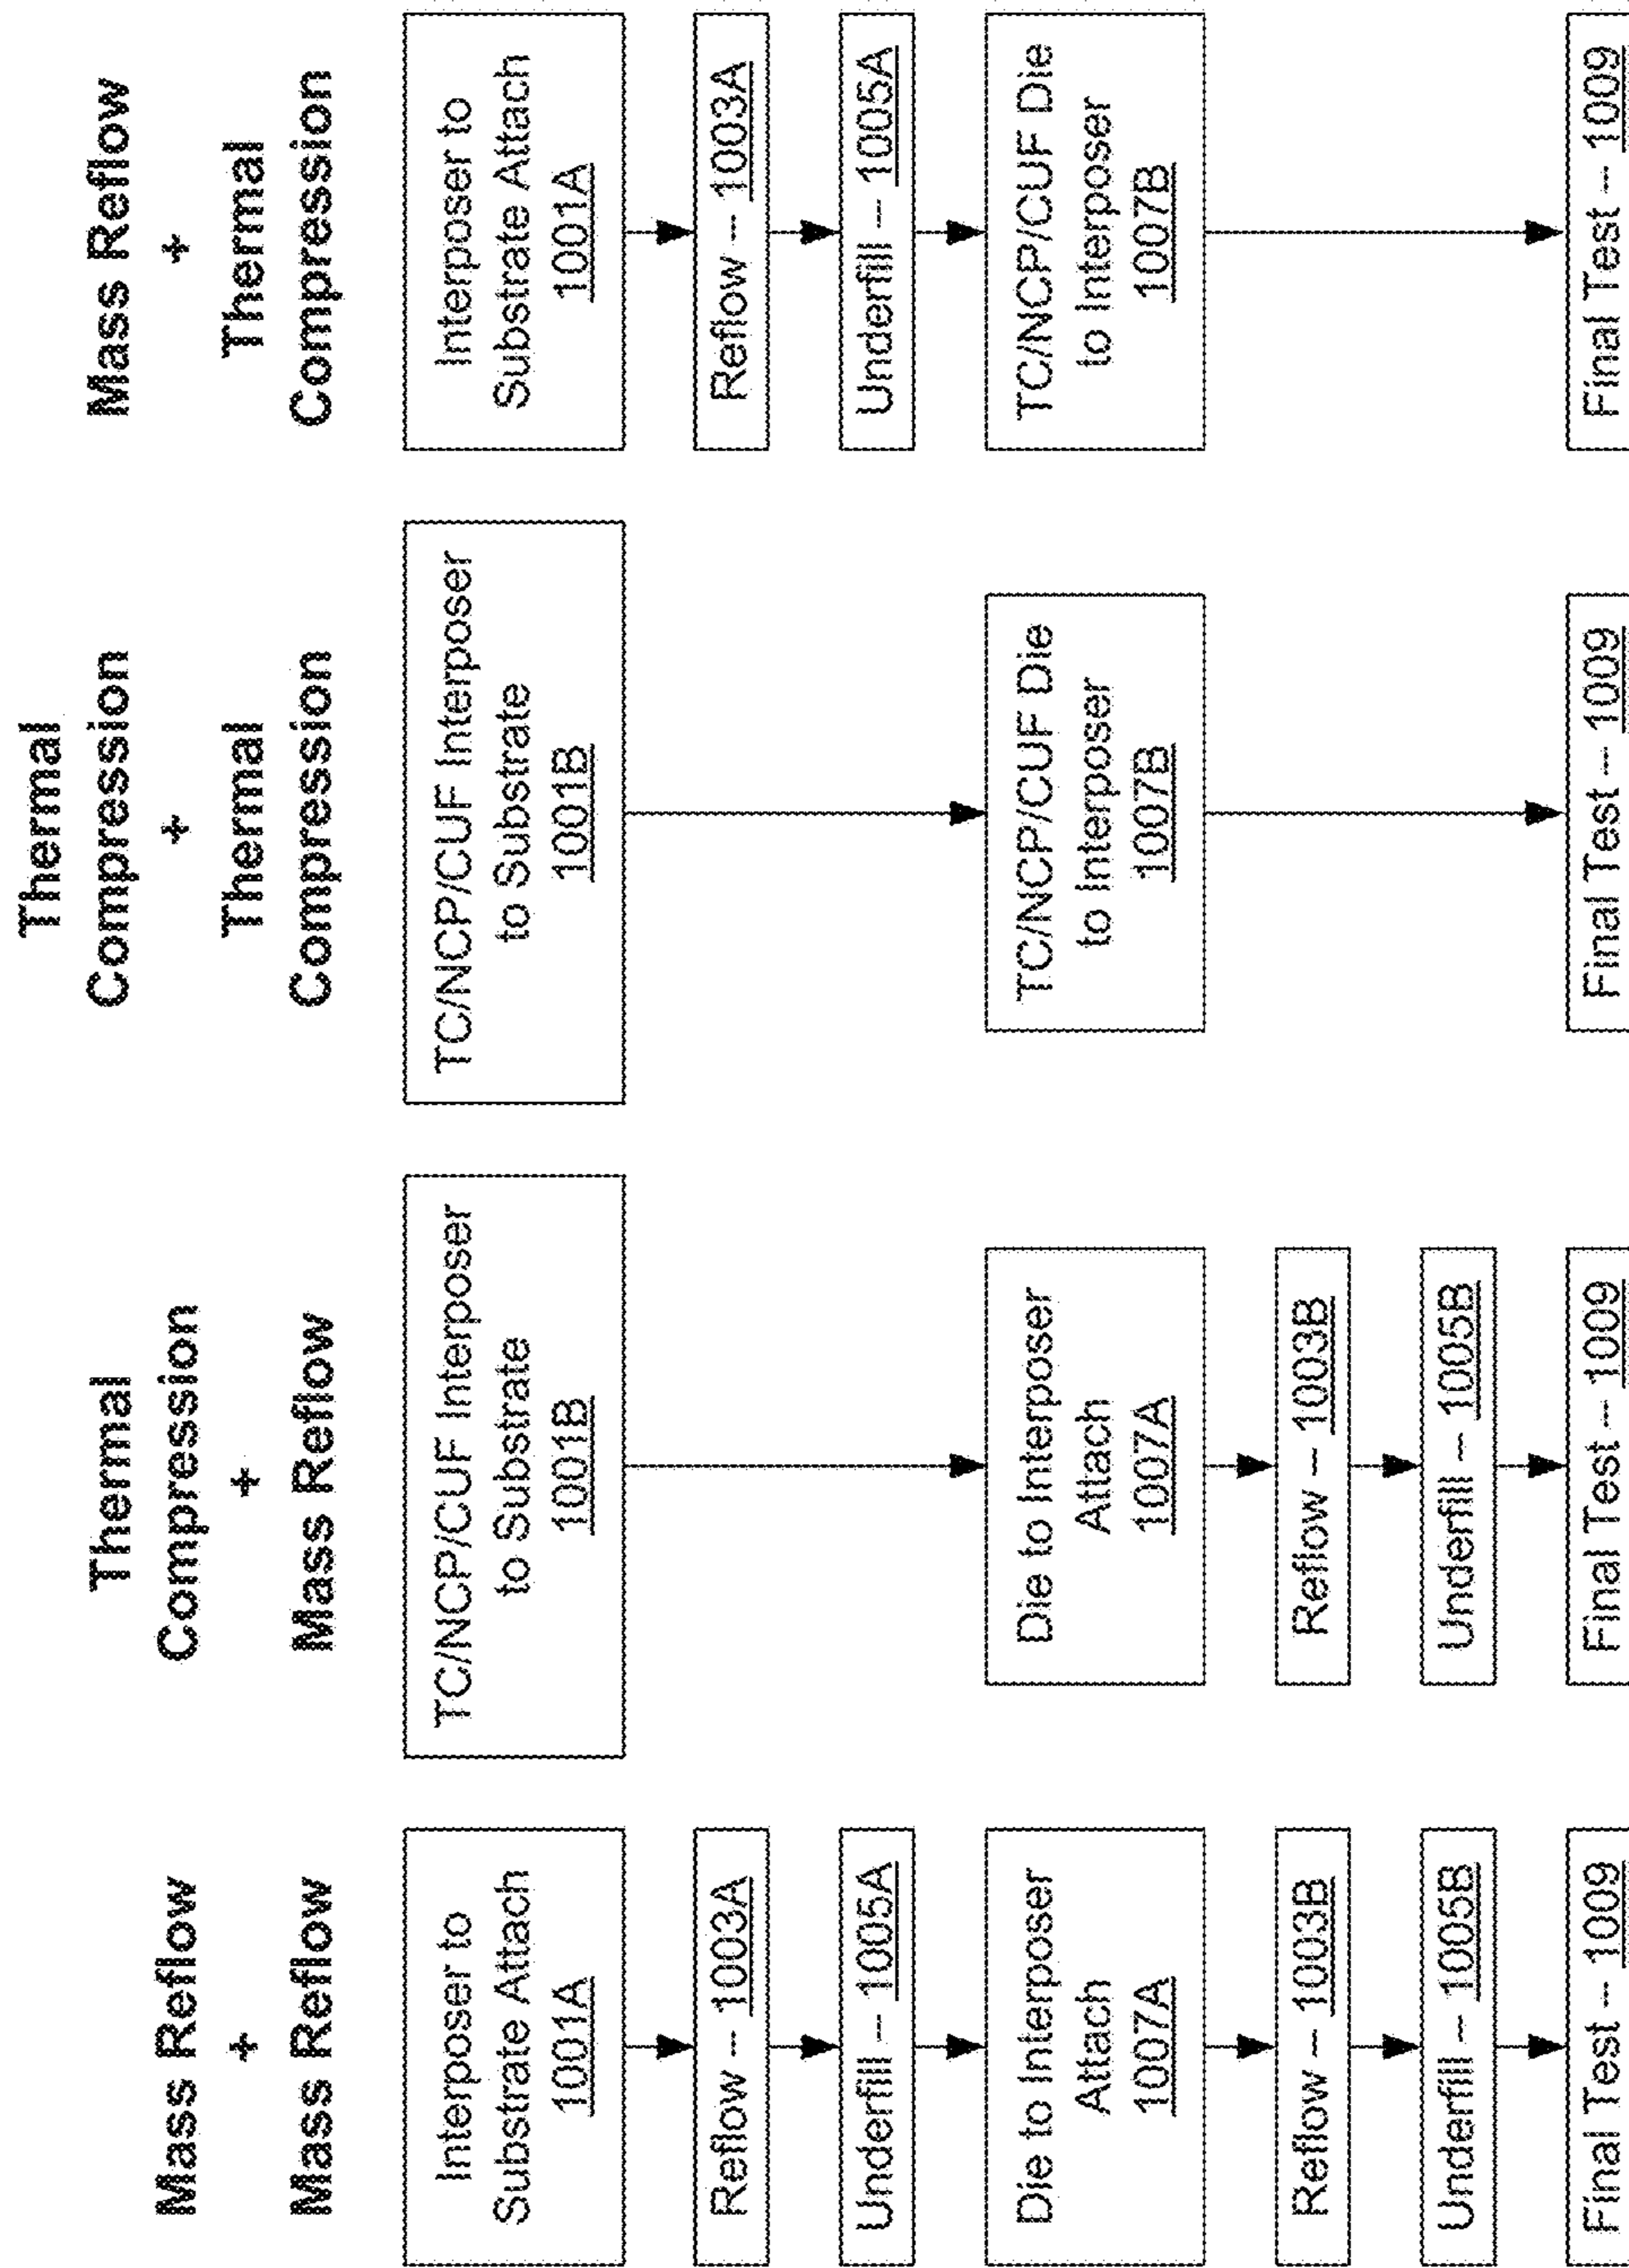 Mass Reflow
+
Mass Reflow
Interposer to
Substrate Attach
1001A
Reflow – 1003A
Underfill – 1005A
Die to Interposer
Attach
1007A
Reflow – 1003B
Underfill – 1005B
Final Test – 1009
Thermal
Compression
+
Mass Reflow
TC/NCP/CUF Interposer
to Substrate
1001B
Die to Interposer
Attach
1007A
Reflow – 1003B
Underfill – 1005B
Final Test – 1009
Thermal
Compression
+
Thermal
Compression
TC/NCP/CUF Interposer
to Substrate
1001B
TC/NCP/CUF Die
to Interposer
1007B
Final Test – 1009
Mass Reflow
+
Thermal
Compression
Interposer to
Substrate Attach
1001A
Reflow – 1003A
Underfill – 1005A
TC/NCP/CUF Die
to Interposer
1007B
Final Test – 1009